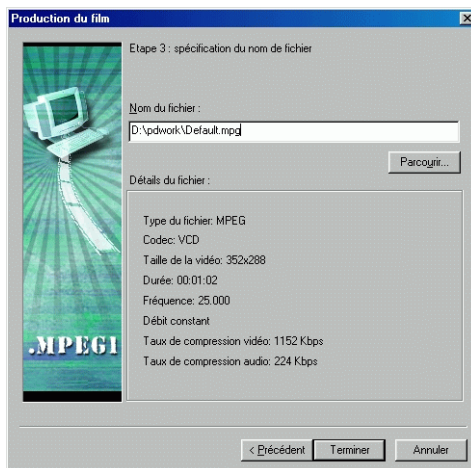 Production du film
Etape 3 : spécification du nom de fichier
Nom du fichier :
D:\pdwork\Default.mpg
Parcourir...
Détails du fichier :
Type du fichier: MPEG
Codec: VCD
Taille de la vidéo: 352x288
Durée: 00:01:02
Fréquence: 25.000
Débit constant
Taux de compression vidéo: 1152 Kbps
Taux de compression audio: 224 Kbps
.MPEG1
< Précédent
Terminer
Annuler